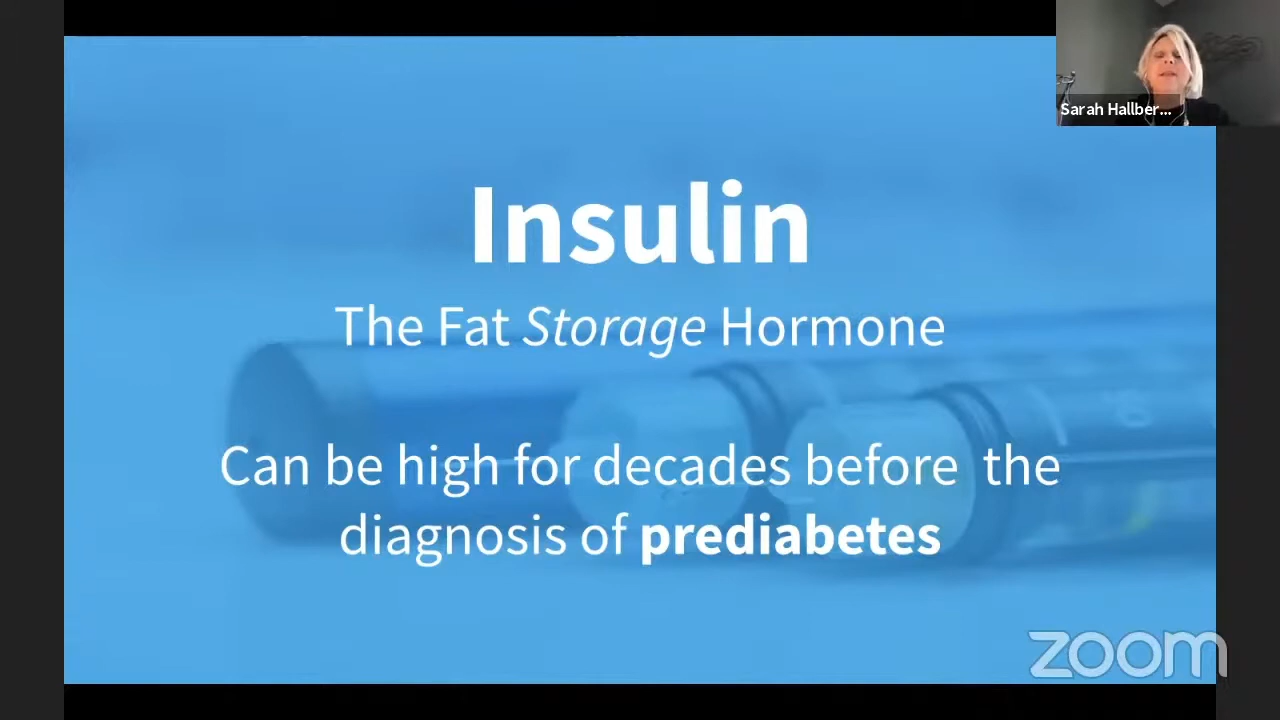 Sarah Hallber...
Insulin
The Fat Storage Hormone
Can be high for decades before the
diagnosis of prediabetes
zoom